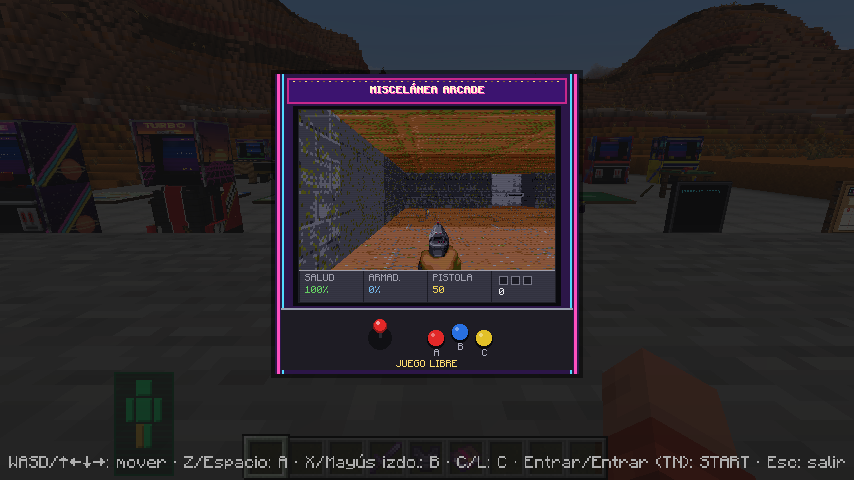 MISCELÁNEA ARCADE
TURBO
SALUD ARMAD. PISTOLA
100% 0% 50 0
A B C
JUEGO LIBRE
WASD/↑←↓→: mover · Z/Espacio: A · X/Mayús izdo.: B · C/L: C · Entrar/Entrar (TN): START · Esc: salir